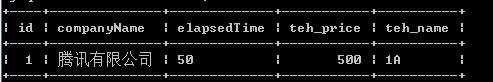 id companyName elapsedTime teh_price teh_name
1 腾讯有限公司 50 500 1A